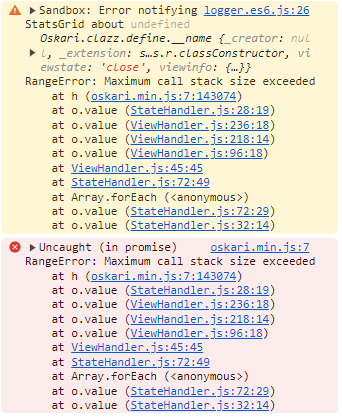 Sandbox: Error notifying logger.es6.js:26
StatsGrid about undefined
Oskari.clazz.define.__name {_creator: nul
l, _extension: s…s.r.classConstructor, vi
ewstate: 'close', viewinfo: {…}}
RangeError: Maximum call stack size exceeded
at h (oskari.min.js:7:143074)
at o.value (StateHandler.js:28:19)
at o.value (ViewHandler.js:236:18)
at o.value (ViewHandler.js:218:14)
at o.value (ViewHandler.js:96:18)
at ViewHandler.js:45:45
at StateHandler.js:72:49
at Array.forEach (<anonymous>)
at o.value (StateHandler.js:72:29)
at o.value (StateHandler.js:32:14)
Uncaught (in promise) oskari.min.js:7
RangeError: Maximum call stack size exceeded
at h (oskari.min.js:7:143074)
at o.value (StateHandler.js:28:19)
at o.value (ViewHandler.js:236:18)
at o.value (ViewHandler.js:218:14)
at o.value (ViewHandler.js:96:18)
at ViewHandler.js:45:45
at StateHandler.js:72:49
at Array.forEach (<anonymous>)
at o.value (StateHandler.js:72:29)
at o.value (StateHandler.js:32:14)